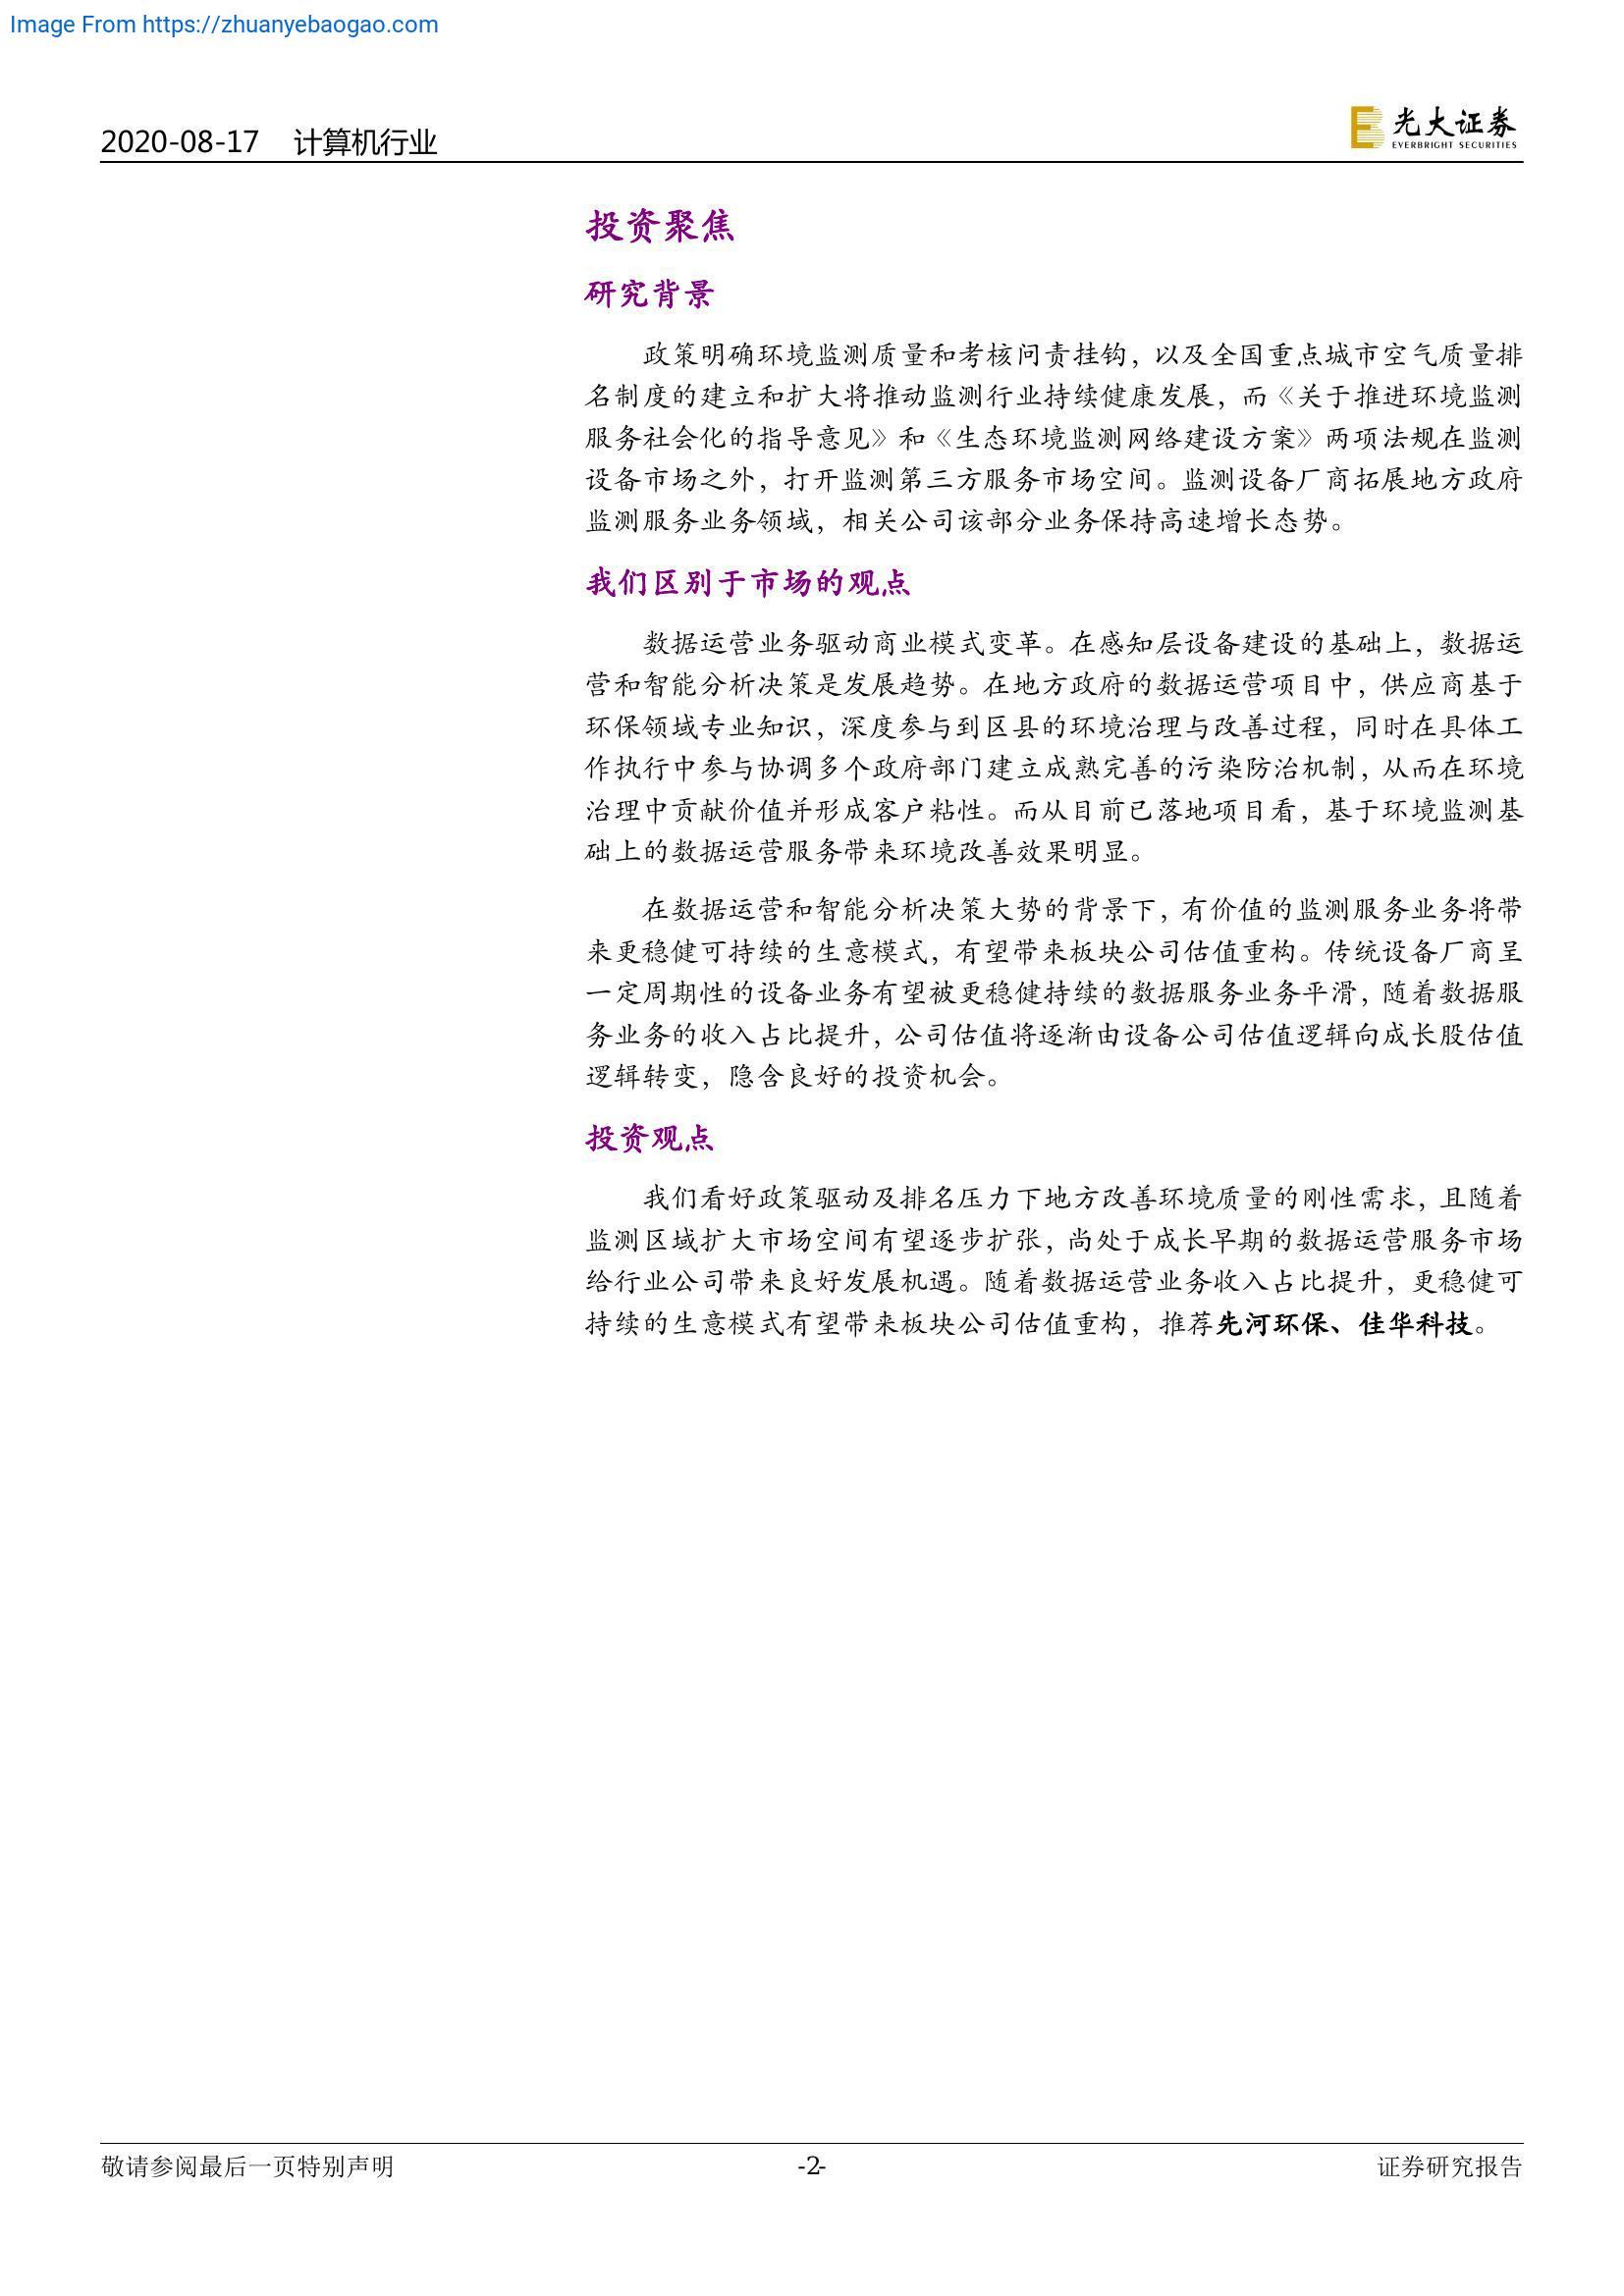 Image From https://zhuanyebaogao.com
2020-08-17 计算机行业
光大证券
EVERBRIGHT SECURITIES
投资聚焦
研究背景
政策明确环境监测质量和考核问责挂钩，以及全国重点城市空气质量排
名制度的建立和扩大将推动监测行业持续健康发展，而《关于推进环境监测
服务社会化的指导意见》和《生态环境监测网络建设方案》两项法规在监测
设备市场之外，打开监测第三方服务市场空间。监测设备厂商拓展地方政府
监测服务业务领域，相关公司该部分业务保持高速增长态势。
我们区别于市场的观点
数据运营业务驱动商业模式变革。在感知层设备建设的基础上，数据运
营和智能分析决策是发展趋势。在地方政府的数据运营项目中，供应商基于
环保领域专业知识，深度参与到区县的环境治理与改善过程，同时在具体工
作执行中参与协调多个政府部门建立成熟完善的污染防治机制，从而在环境
治理中贡献价值并形成客户粘性。而从目前已落地项目看，基于环境监测基
础上的数据运营服务带来环境改善效果明显。
在数据运营和智能分析决策大势的背景下，有价值的监测服务业务将带
来更稳健可持续的生意模式，有望带来板块公司估值重构。传统设备厂商呈
一定周期性的设备业务有望被更稳健持续的数据服务业务平滑，随着数据服
务业务的收入占比提升，公司估值将逐渐由设备公司估值逻辑向成长股估值
逻辑转变，隐含良好的投资机会。
投资观点
我们看好政策驱动及排名压力下地方改善环境质量的刚性需求，且随着
监测区域扩大市场空间有望逐步扩张，尚处于成长早期的数据运营服务市场
给行业公司带来良好发展机遇。随着数据运营业务收入占比提升，更稳健可
持续的生意模式有望带来板块公司估值重构，推荐先河环保、佳华科技。
敬请参阅最后一页特别声明
-2-
证券研究报告